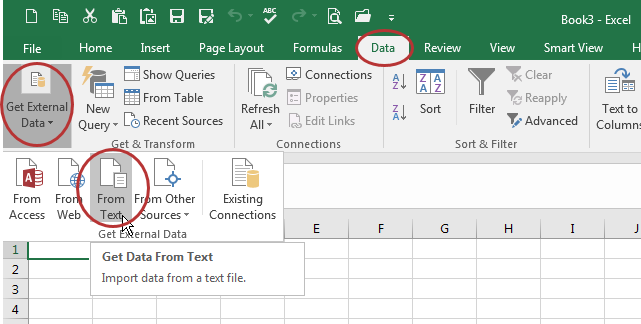 ABC
Book3 - Excel
File Home Insert Page Layout Formulas Data Review View Smart View
Get External
Data
New
Query
Show Queries
From Table
Recent Sources
Get & Transform
Refresh
All
Connections
Properties
Edit Links
Connections
A
Z
Z
A
Z A
A Z
Sort
Filter
Clear
Reapply
Advanced
Sort & Filter
Text to
Columns
A
From
Access
From
Web
From
Text
From Other
Sources
Existing
Connections
Get External Data
E F G H I J
1
2
3
4
Get Data From Text
Import data from a text file.